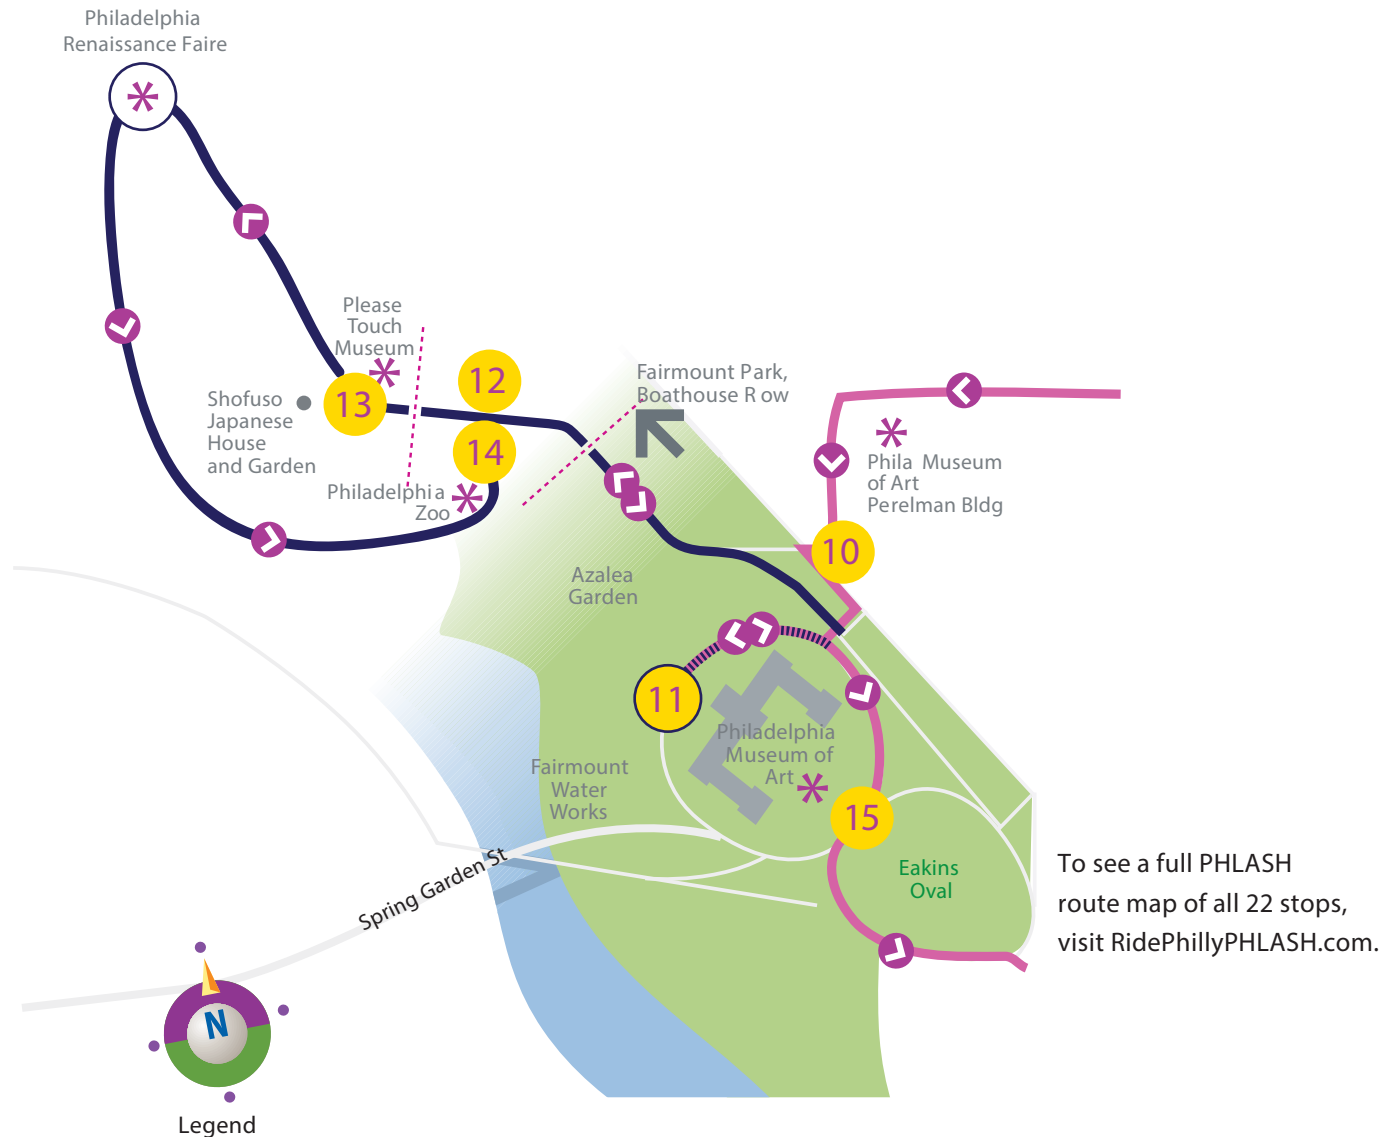 Philadelphia
Renaissance Faire
Please
Touch
Museum
12
Fairmount Park,
Boathouse R ow
13
Shofuso
Japanese
House
and Garden
14
Phila Museum
of Art
Perelman Bldg
Philadelphia
Zoo
10
Azalea
Garden
11
Philadelphia
Museum of
Art
Fairmount
Water
Works
15
Eakins
Oval
To see a full PHLASH
route map of all 22 stops,
visit RidePhillyPHLASH.com.
Spring Garden St
N
Legend